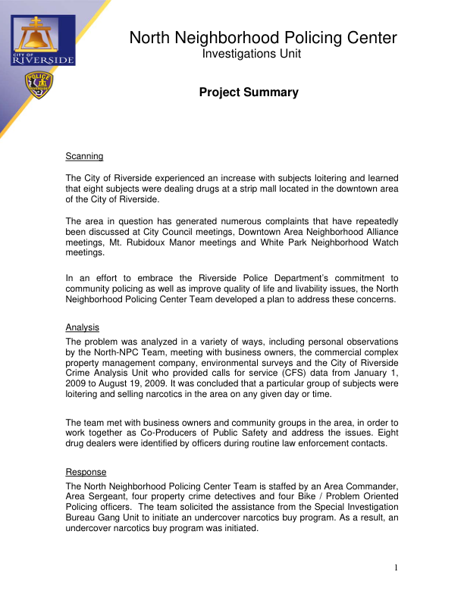 North Neighborhood Policing Center
Investigations Unit
CITY OF
RIVERSIDE
POLICE
Project Summary
Scanning
The City of Riverside experienced an increase with subjects loitering and learned
that eight subjects were dealing drugs at a strip mall located in the downtown area
of the City of Riverside.
The area in question has generated numerous complaints that have repeatedly
been discussed at City Council meetings, Downtown Area Neighborhood Alliance
meetings, Mt. Rubidoux Manor meetings and White Park Neighborhood Watch
meetings.
In an effort to embrace the Riverside Police Department's commitment to
community policing as well as improve quality of life and livability issues, the North
Neighborhood Policing Center Team developed a plan to address these concerns.
Analysis
The problem was analyzed in a variety of ways, including personal observations
by the North-NPC Team, meeting with business owners, the commercial complex
property management company, environmental surveys and the City of Riverside
Crime Analysis Unit who provided calls for service (CFS) data from January 1,
2009 to August 19, 2009. It was concluded that a particular group of subjects were
loitering and selling narcotics in the area on any given day or time.
The team met with business owners and community groups in the area, in order to
work together as Co-Producers of Public Safety and address the issues. Eight
drug dealers were identified by officers during routine law enforcement contacts.
Response
The North Neighborhood Policing Center Team is staffed by an Area Commander,
Area Sergeant, four property crime detectives and four Bike / Problem Oriented
Policing officers. The team solicited the assistance from the Special Investigation
Bureau Gang Unit to initiate an undercover narcotics buy program. As a result, an
undercover narcotics buy program was initiated.
1